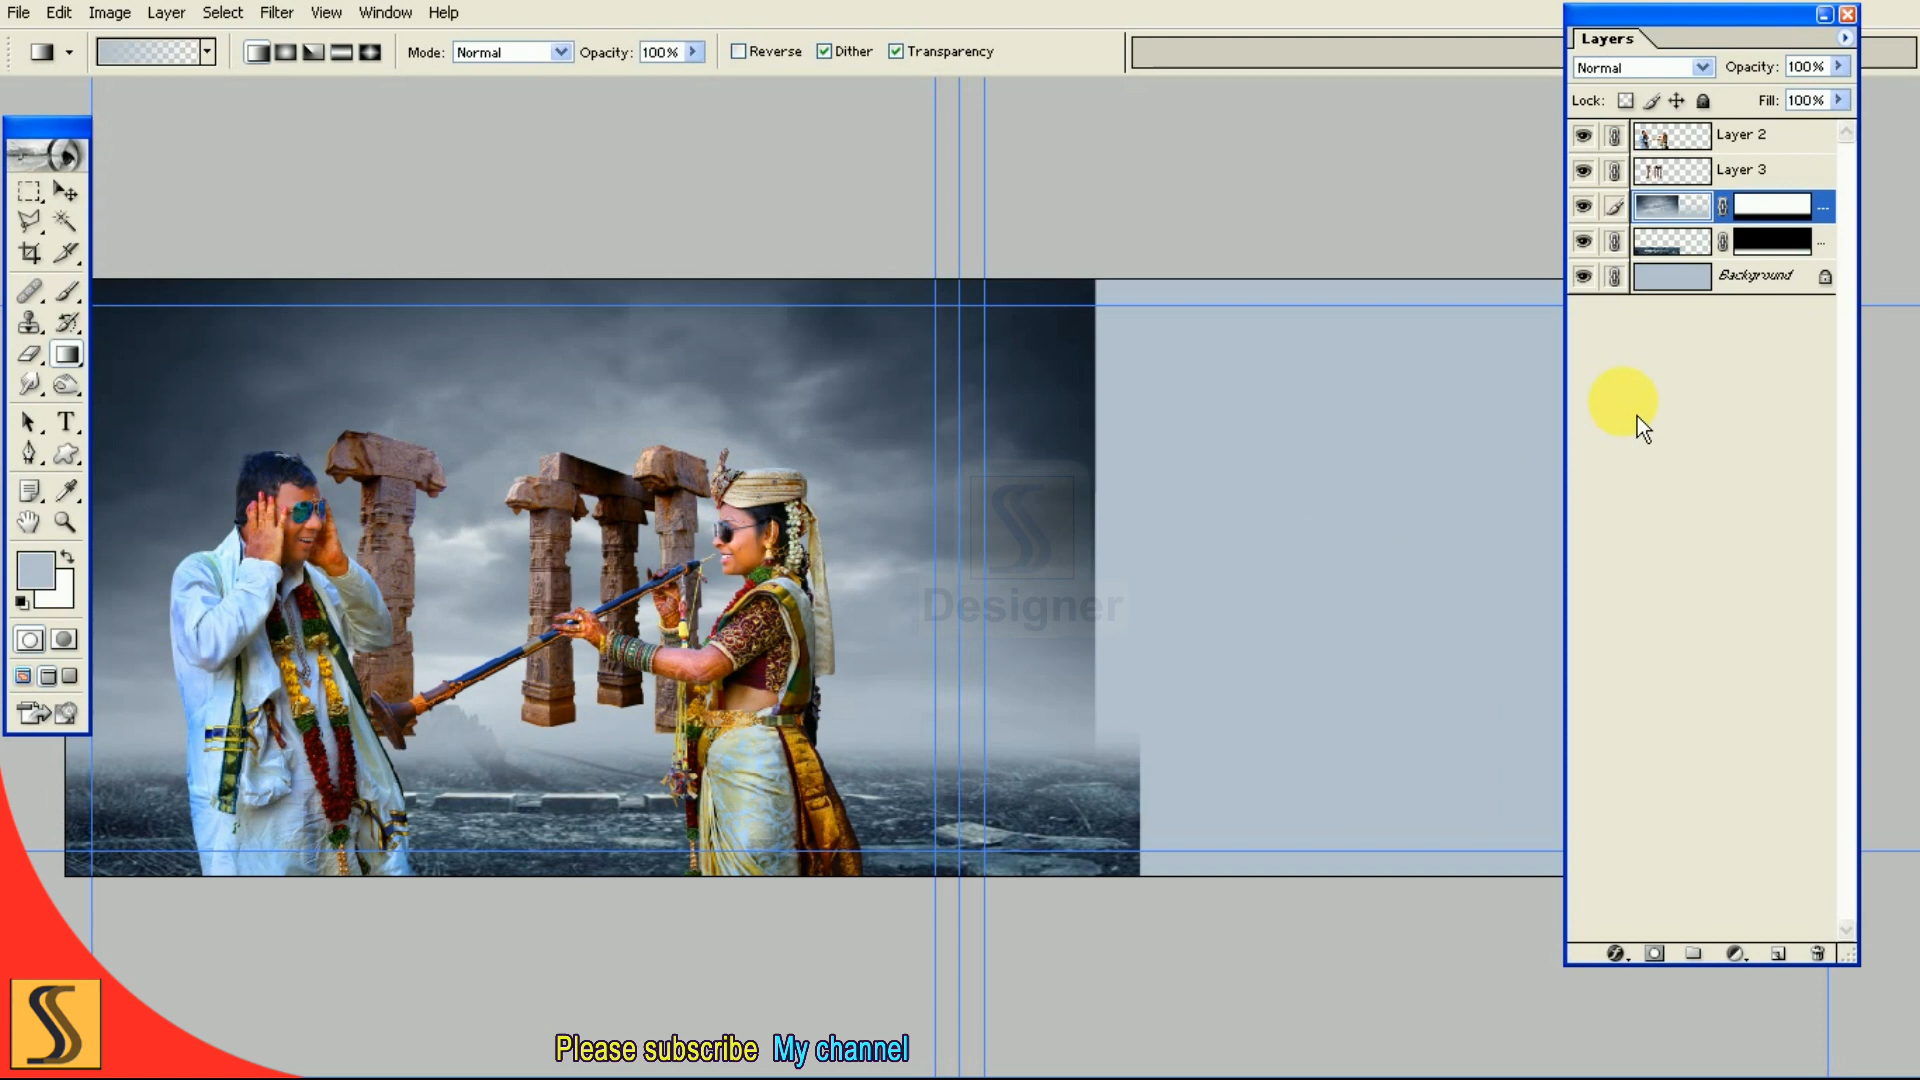 File Edit Image Layer Select Filter View Window Help
Mode: Normal Opacity: 100% Reverse Dither Transparency
Layers
Normal Opacity: 100%
Lock: Fill: 100%
Layer 2
Layer 3
...
...
Background
T
Designer
Please subscribe My channel